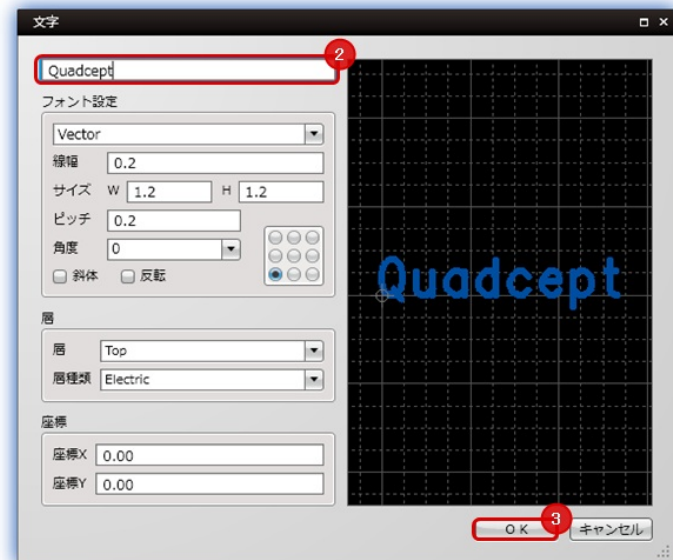 文字
2
Quadcept
フォント設定
Vector
線幅 0.2
サイズ W 1.2 H 1.2
ピッチ 0.2
角度 0
斜体 反転
Quadcept
層
層 Top
層種類 Electric
座標
座標X 0.00
座標Y 0.00
3
OK キャンセル